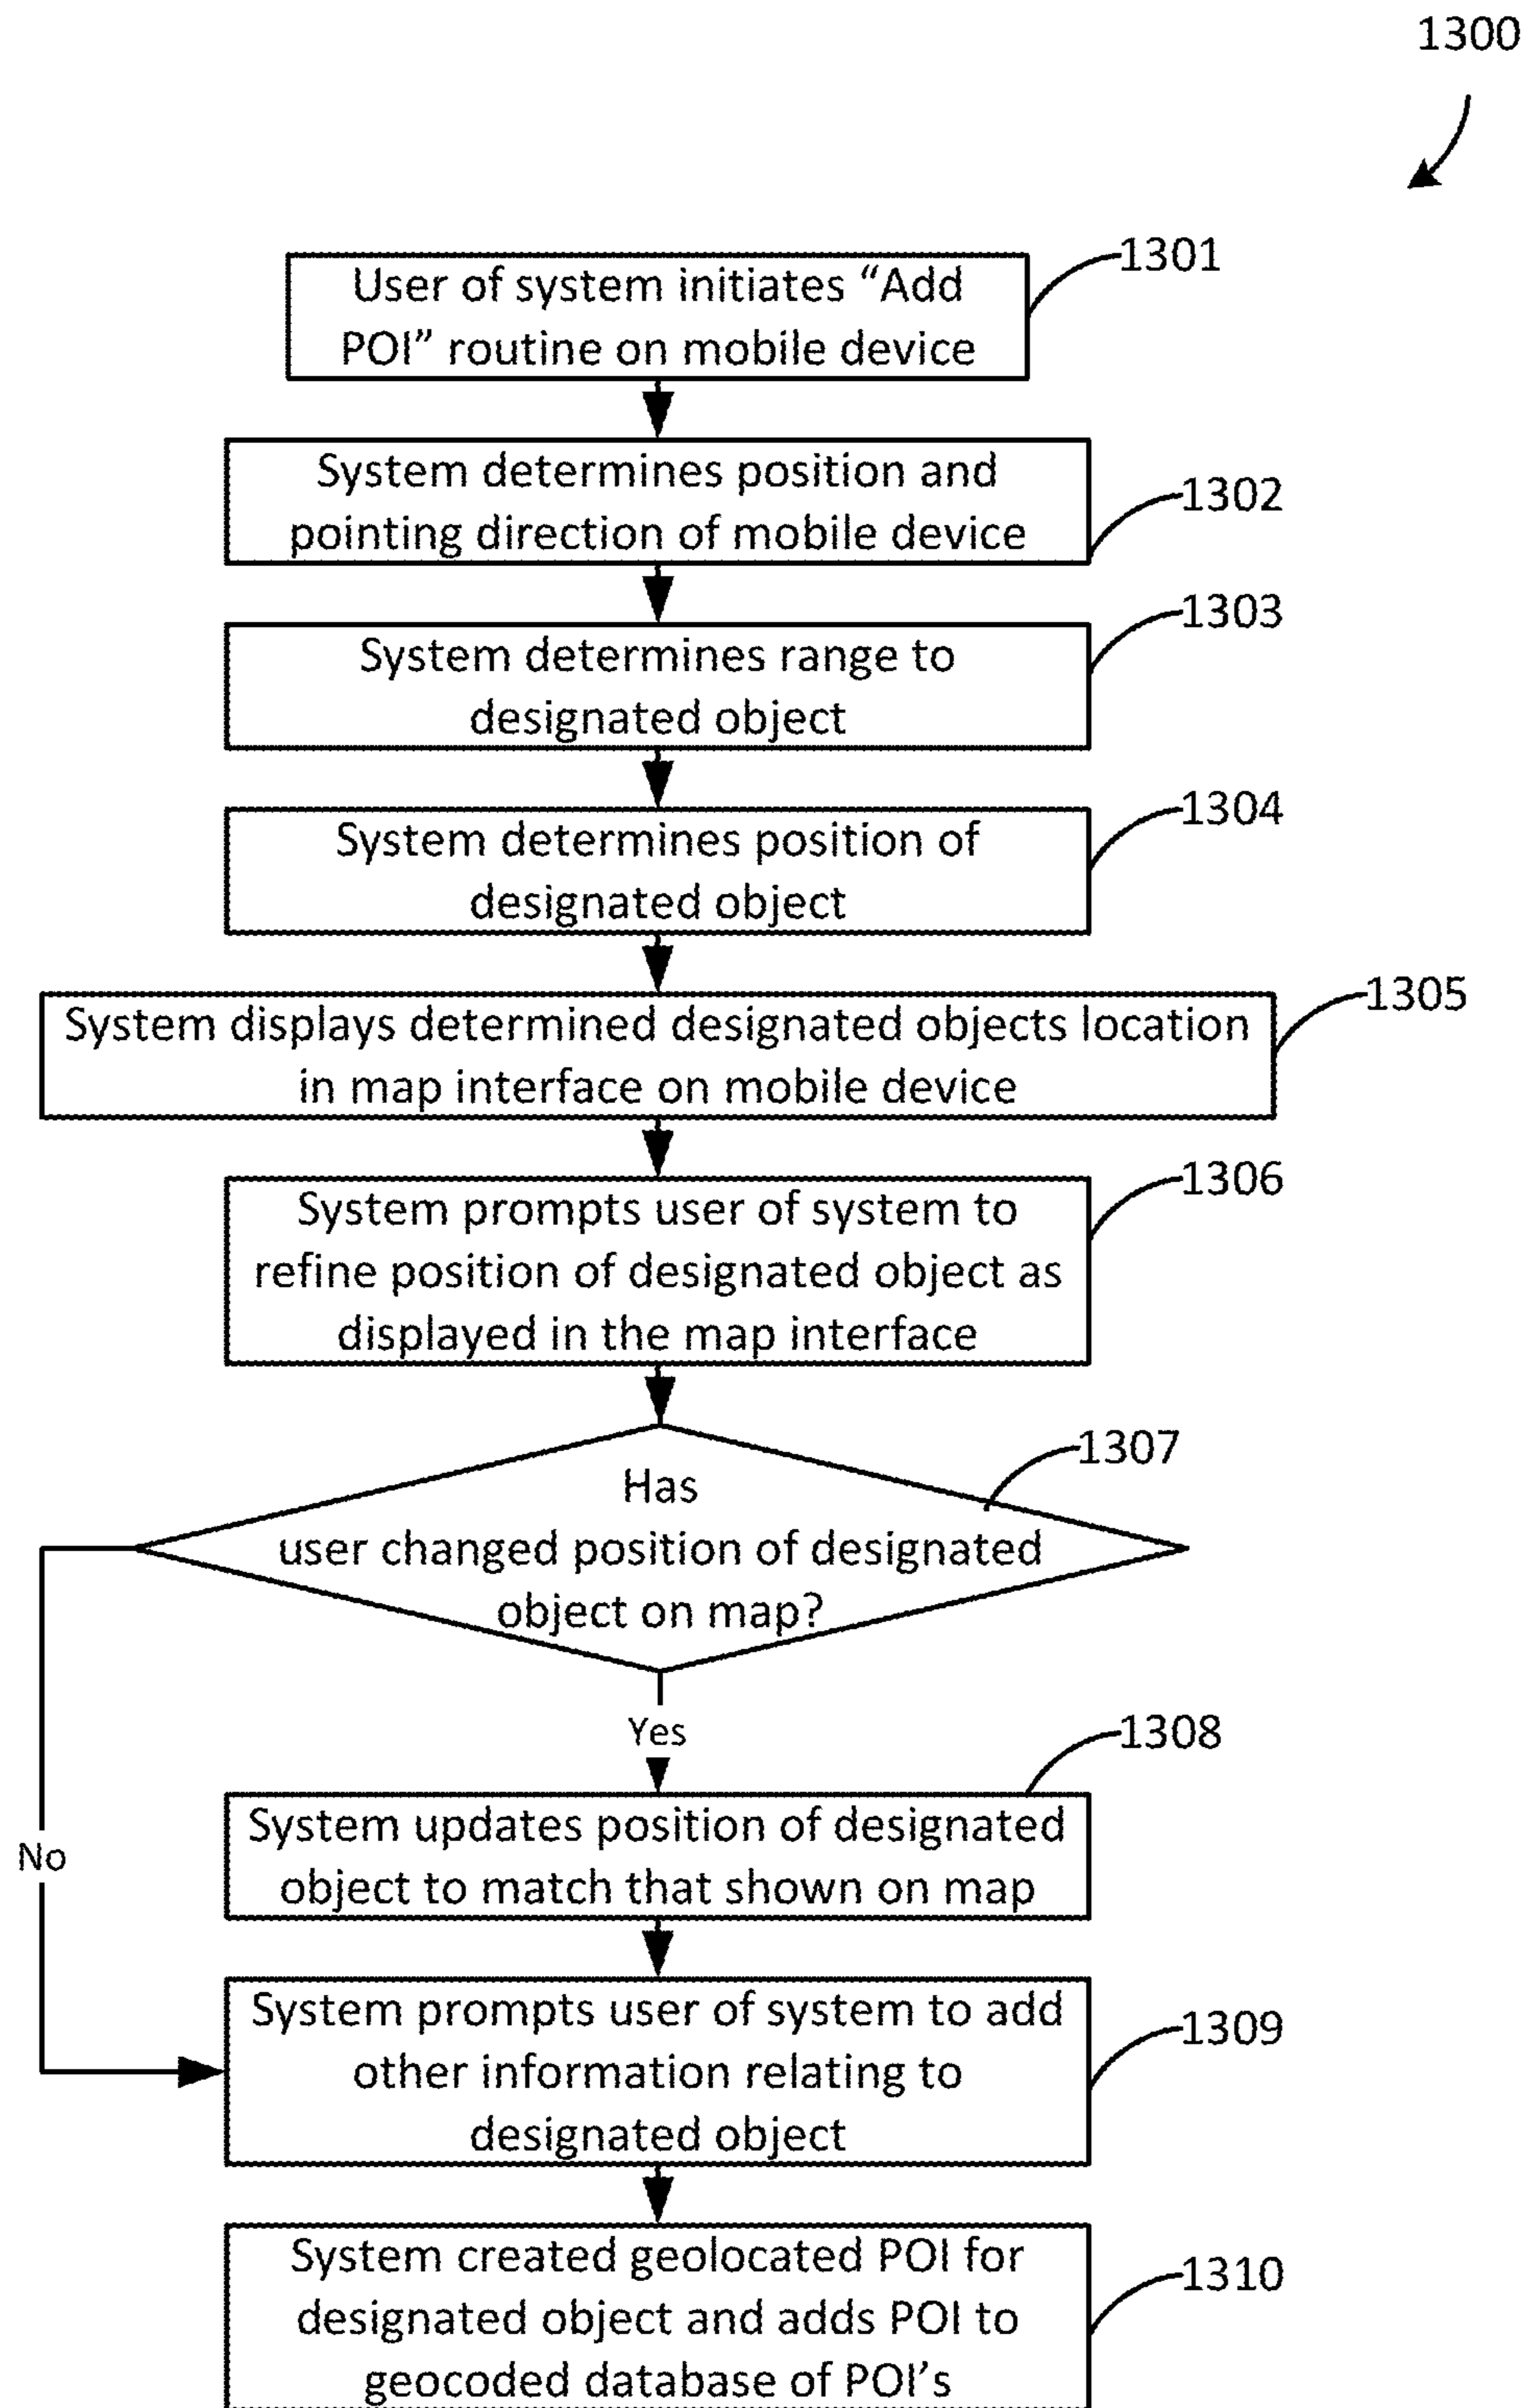 1300
User of system initiates “Add
POI” routine on mobile device
1301
System determines position and
pointing direction of mobile device
1302
System determines range to
designated object
1303
System determines position of
designated object
1304
System displays determined designated objects location
in map interface on mobile device
1305
System prompts user of system to
refine position of designated object as
displayed in the map interface
1306
Has
user changed position of designated
object on map?
1307
Yes
No
System updates position of designated
object to match that shown on map
1308
System prompts user of system to add
other information relating to
designated object
1309
System created geolocated POI for
designated object and adds POI to
geocoded database of POI’s
1310